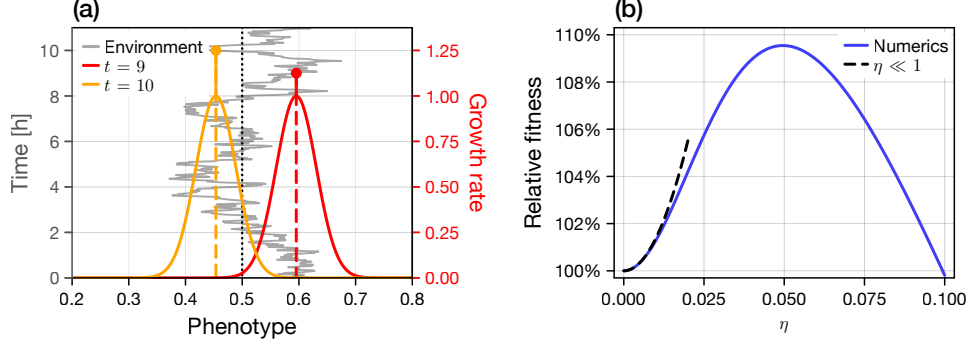 (a)
Time [h]
10
8
6
4
2
0
Environment
t = 9
t = 10
1.25
1.00
0.75
0.50
0.25
0.00
Growth rate
0.2 0.3 0.4 0.5 0.6 0.7 0.8
Phenotype
(b)
Relative fitness
110%
108%
106%
104%
102%
100%
Numerics
η ≪ 1
0.000 0.025 0.050 0.075 0.100
η